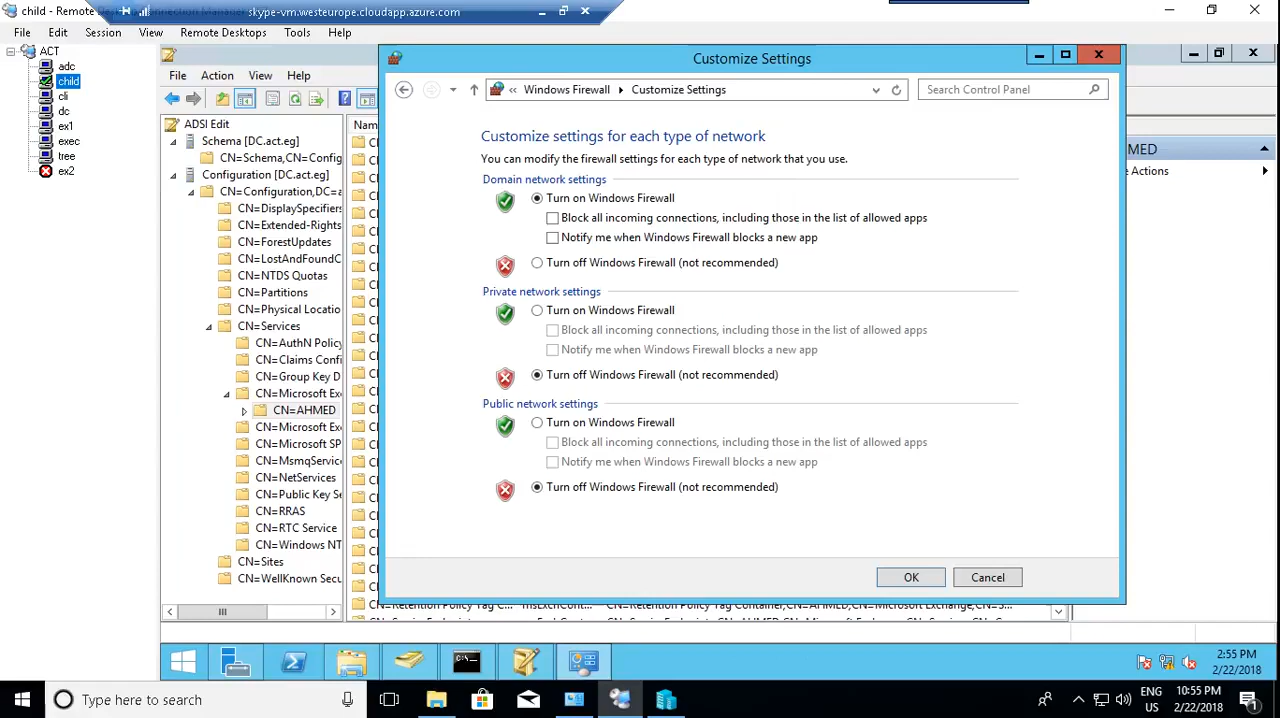 child - Remote Desktop Connection Manager
skype-vm.westeurope.cloudapp.azure.com
File Edit Session View Remote Desktops Tools Help
ACT
adc
child
cli
dc
ex1
exec
tree
ex2
File Action View Help
ADSI Edit
Schema [DC.act.eg]
CN=Schema,CN=Config
Configuration [DC.act.eg]
CN=Configuration,DC=a
CN=DisplaySpecifiers
CN=Extended-Rights
CN=ForestUpdates
CN=LostAndFoundC
CN=NTDS Quotas
CN=Partitions
CN=Physical Locatio
CN=Services
CN=AuthN Policy
CN=Claims Confi
CN=Group Key D
CN=Microsoft Exc
CN=AHMED
CN=Microsoft Exc
CN=Microsoft SP
CN=MsmqService
CN=NetServices
CN=Public Key Se
CN=RRAS
CN=RTC Service
CN=Windows NT
CN=Sites
CN=WellKnown Secu
Nam
Customize Settings
Windows Firewall
Customize Settings
Search Control Panel
Customize settings for each type of network
You can modify the firewall settings for each type of network that you use.
Domain network settings
Turn on Windows Firewall
Block all incoming connections, including those in the list of allowed apps
Notify me when Windows Firewall blocks a new app
Turn off Windows Firewall (not recommended)
Private network settings
Turn on Windows Firewall
Block all incoming connections, including those in the list of allowed apps
Notify me when Windows Firewall blocks a new app
Turn off Windows Firewall (not recommended)
Public network settings
Turn on Windows Firewall
Block all incoming connections, including those in the list of allowed apps
Notify me when Windows Firewall blocks a new app
Turn off Windows Firewall (not recommended)
OK Cancel
HMED
e Actions
2:55 PM
2/22/2018
Type here to search
ENG
US
10:55 PM
2/22/2018
1